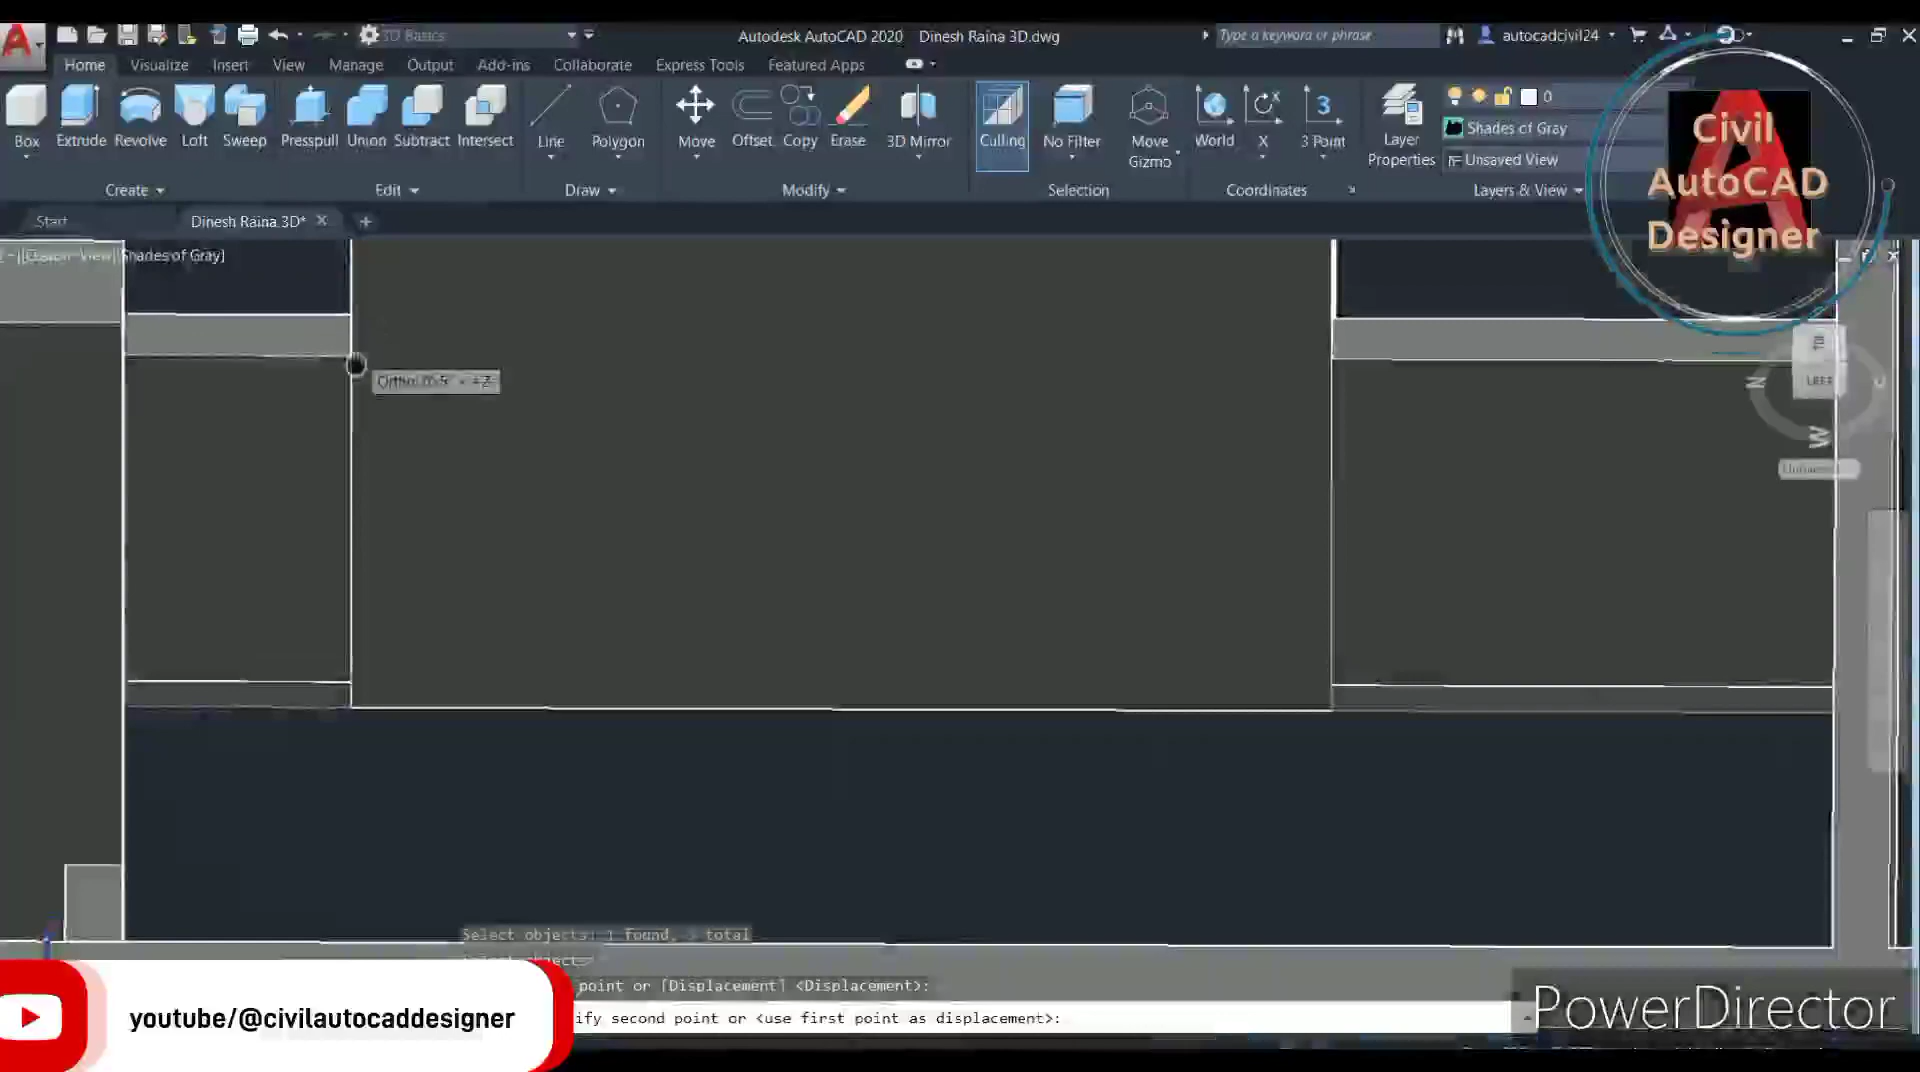 3D Basics
Autodesk AutoCAD 2020 Dinesh Raina 3D.dwg
Type a keyword or phrase
autocadcivil24
Home Visualize Insert View Manage Output Add-ins Collaborate Express Tools Featured Apps
Box Extrude Revolve Loft Sweep Presspull Union Subtract Intersect Line Polygon Move Offset Copy Erase 3D Mirror Culling No Filter Move Gizmo World X 3 Point Layer Properties
0
Shades of Gray
Unsaved View
Create Edit Draw Modify Selection Coordinates Layers & View
Civil
AutoCAD
Designer
Start Dinesh Raina 3D*
Shades of Gray]
N
LEFT
W
Select objects: 1 found, total
point or [Displacement] <Displacement>:
ify second point or <use first point as displacement>:
youtube/@civilautocaddesigner
PowerDirector